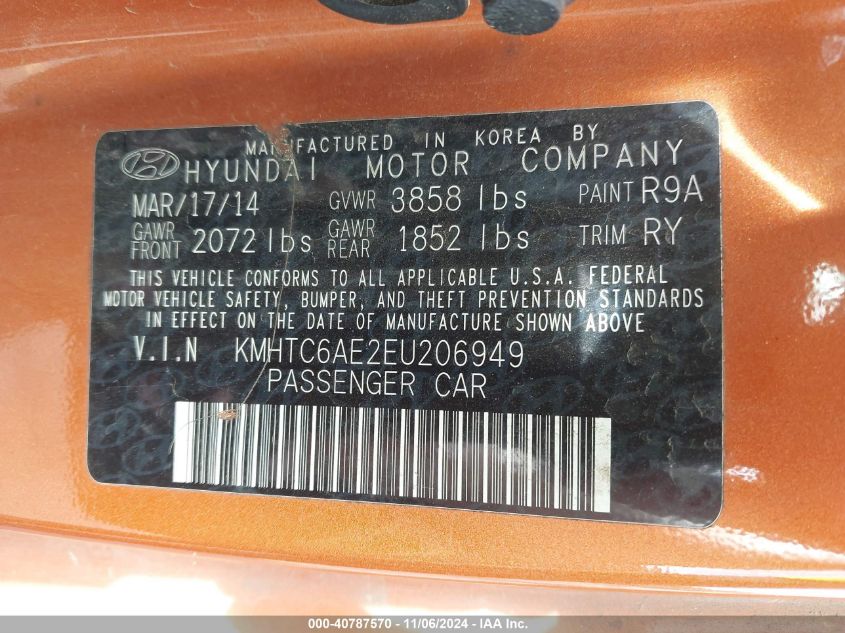 MANUFACTURED IN KOREA BY
HYUNDAI MOTOR COMPANY
MAR/17/14 GVWR 3858 lbs PAINT R9A
GAWR FRONT 2072 lbs GAWR REAR 1852 lbs TRIM RY
THIS VEHICLE CONFORMS TO ALL APPLICABLE U.S.A. FEDERAL
MOTOR VEHICLE SAFETY, BUMPER, AND THEFT PREVENTION STANDARDS
IN EFFECT ON THE DATE OF MANUFACTURE SHOWN ABOVE
V.I.N KMHTC6AE2EU206949
PASSENGER CAR
000-40787570 - 11/06/2024 - IAA Inc.